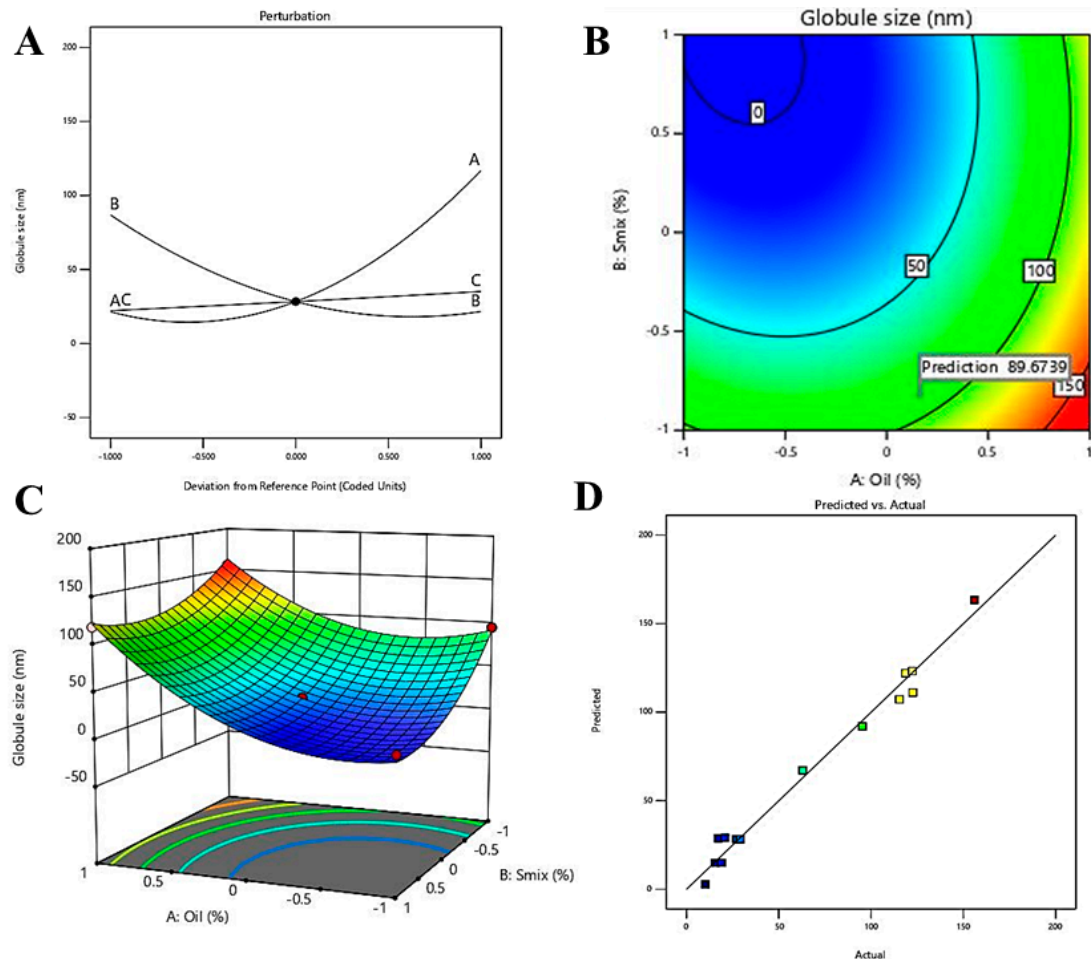 A
Perturbation
200
150
100
50
0
-50
Globule size (nm)
B
A
AC
C
B
-1.000
-0.500
0.000
0.500
1.000
Deviation from Reference Point (Coded Units)
B
Globule size (nm)
1
0.5
0
-0.5
-1
B: Smix (%)
0
50
100
Prediction 89.6739
150
-1
-0.5
0
0.5
1
A: Oil (%)
C
200
150
100
50
0
-50
Globule size (nm)
1
0.5
0
-0.5
-1
A: Oil (%)
1
0.5
0
-0.5
-1
B: Smix (%)
D
Predicted vs. Actual
200
150
100
50
0
Predicted
0
50
100
150
200
Actual